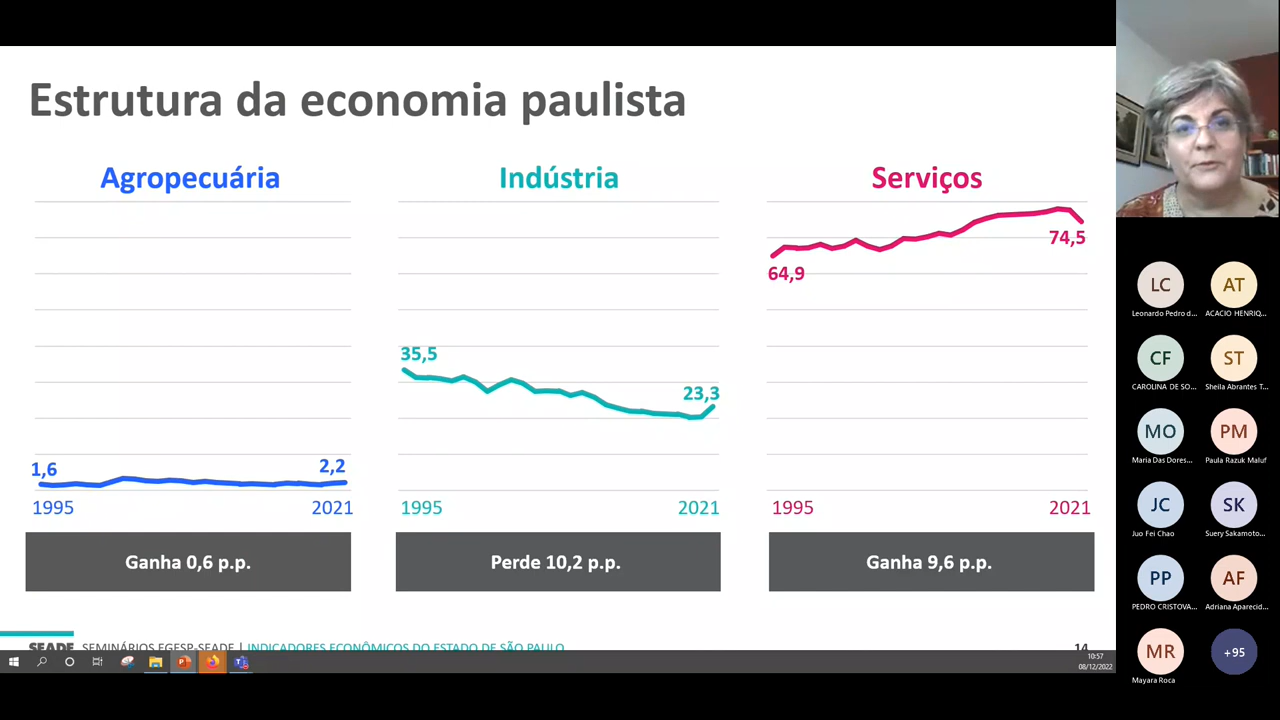 Estrutura da economia paulista
Agropecuária
Indústria
Serviços
1,6
2,2
1995
2021
35,5
23,3
1995
2021
64,9
74,5
1995
2021
Ganha 0,6 p.p.
Perde 10,2 p.p.
Ganha 9,6 p.p.
SEADE SEMINÁRIOS EGESP-SEADE | INDICADORES ECONÔMICOS DO ESTADO DE SÃO PAULO
14
10:57
08/12/2022
LC
Leonardo Pedro d...
AT
ACACIO HENRIQ...
CF
CAROLINA DE SO...
ST
Sheila Abrantes T...
MO
Maria Das Dores...
PM
Paula Razuk Maluf
JC
Juo Fei Chao
SK
Suery Sakamoto...
PP
PEDRO CRISTOVA...
AF
Adriana Aparecid...
MR
Mayara Roca
+95